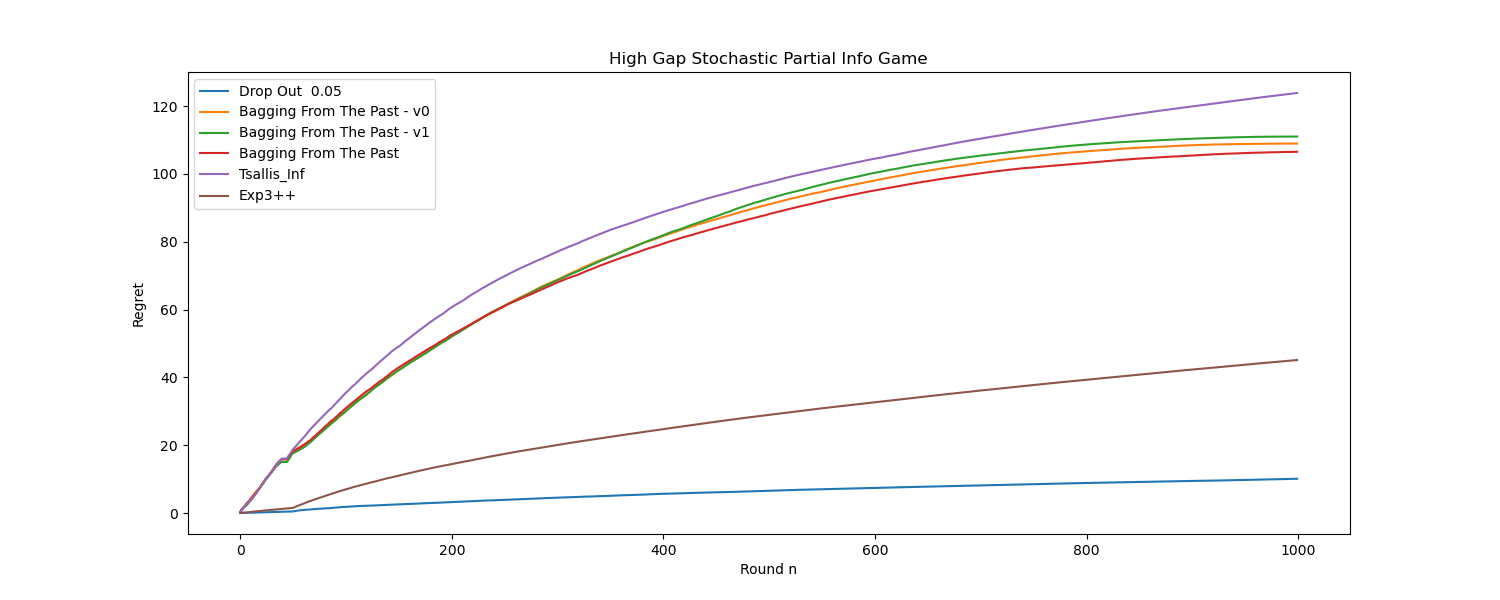 High Gap Stochastic Partial Info Game
Drop Out  0.05
Bagging From The Past - v0
Bagging From The Past - v1
Bagging From The Past
Tsallis_Inf
Exp3++
Regret
120
100
80
60
40
20
0
0 200 400 600 800 1000
Round n